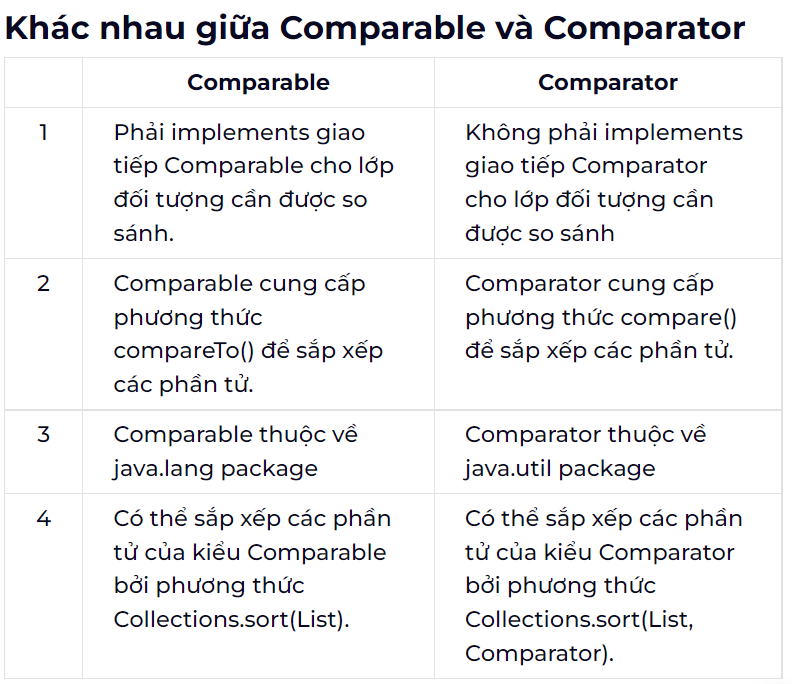 Khác nhau giữa Comparable và Comparator
Comparable
Comparator
1
Phải implements giao
tiếp Comparable cho lớp
đối tượng cần được so
sánh.
Không phải implements
giao tiếp Comparator
cho lớp đối tượng cần
được so sánh
2
Comparable cung cấp
phương thức
compareTo() để sắp xếp
các phần tử.
Comparator cung cấp
phương thức compare()
để sắp xếp các phần tử.
3
Comparable thuộc về
java.lang package
Comparator thuộc về
java.util package
4
Có thể sắp xếp các phần
tử của kiểu Comparable
bởi phương thức
Collections.sort(List).
Có thể sắp xếp các phần
tử của kiểu Comparator
bởi phương thức
Collections.sort(List,
Comparator).